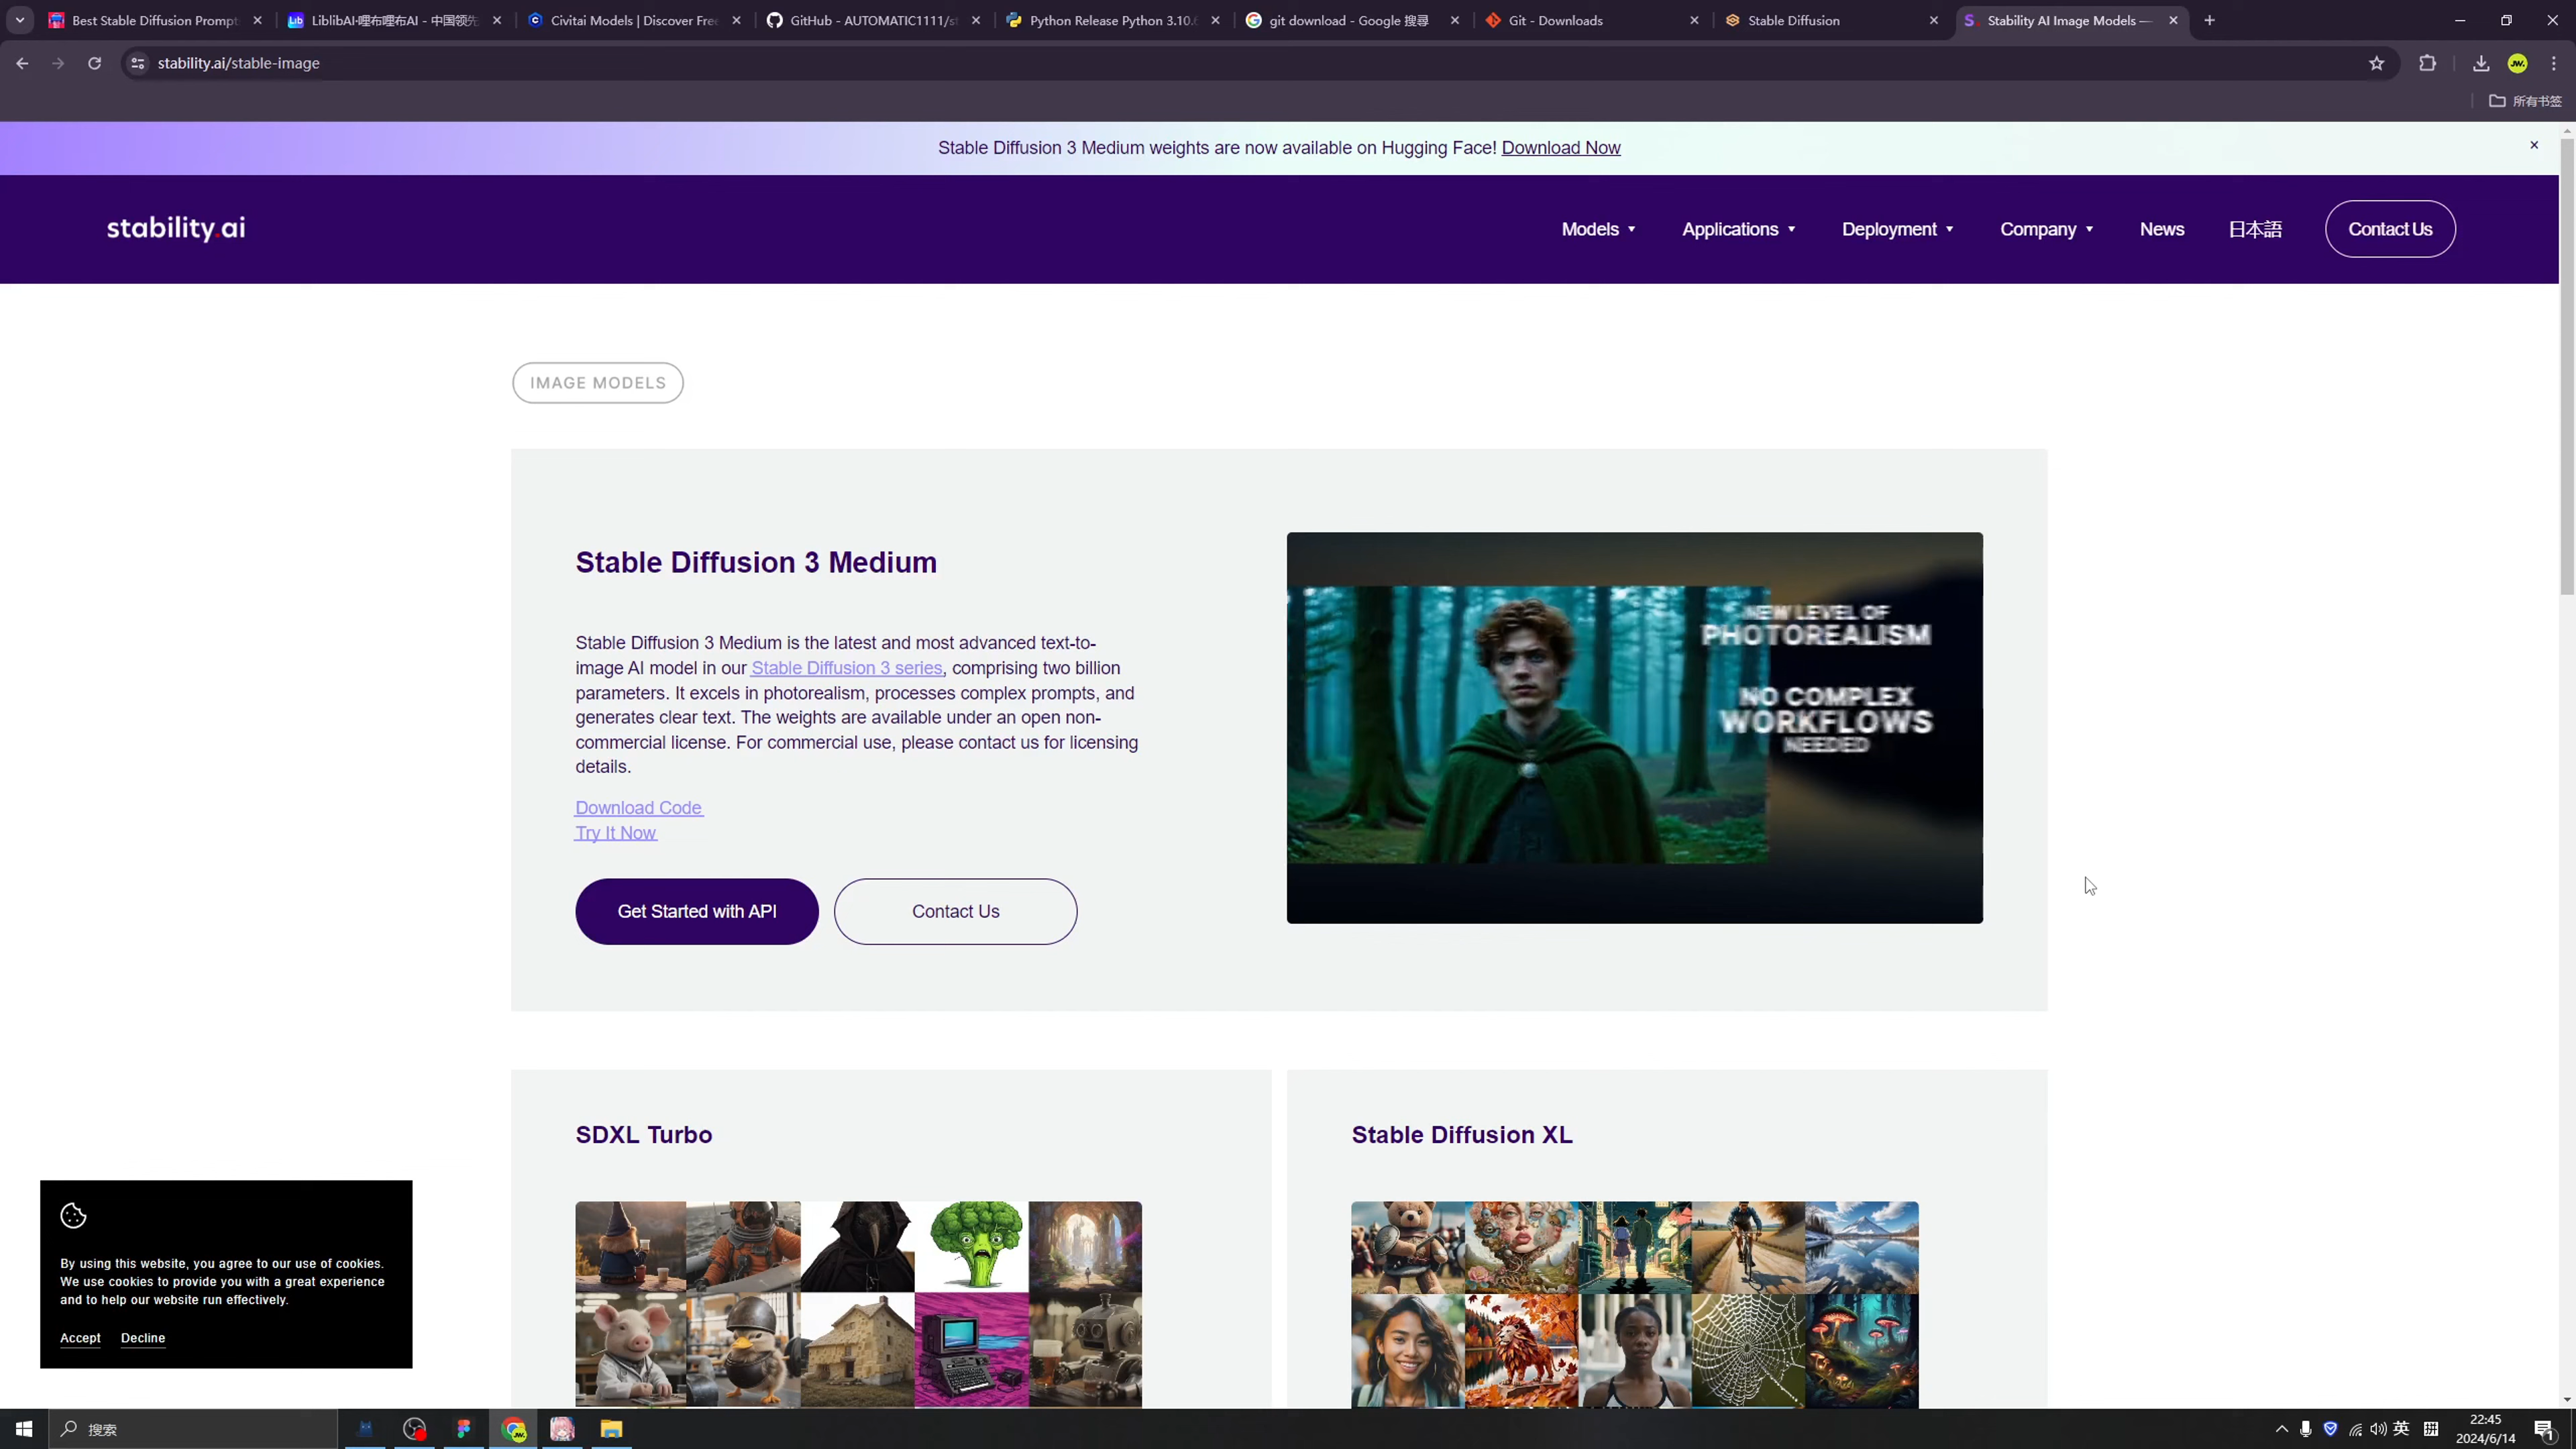 Best Stable Diffusion Prompt
LiblibAI·哩布哩布AI - 中国领先
Civitai Models | Discover Free
GitHub - AUTOMATIC1111/st
Python Release Python 3.10.6
git download - Google 搜尋
Git - Downloads
Stable Diffusion
Stability AI Image Models —
stability.ai/stable-image
JW.
所有书签
Stable Diffusion 3 Medium weights are now available on Hugging Face! Download Now
stability.ai
Models
Applications
Deployment
Company
News
日本語
Contact Us
IMAGE MODELS
Stable Diffusion 3 Medium
Stable Diffusion 3 Medium is the latest and most advanced text-to-
image AI model in our Stable Diffusion 3 series, comprising two billion
parameters. It excels in photorealism, processes complex prompts, and
generates clear text. The weights are available under an open non-
commercial license. For commercial use, please contact us for licensing
details.
Download Code
Try It Now
Get Started with API
Contact Us
NEW LEVEL OF
PHOTOREALISM
NO COMPLEX
WORKFLOWS
NEEDED
SDXL Turbo
Stable Diffusion XL
By using this website, you agree to our use of cookies.
We use cookies to provide you with a great experience
and to help our website run effectively.
Accept
Decline
搜索
英
拼
22:45
2024/6/14
1